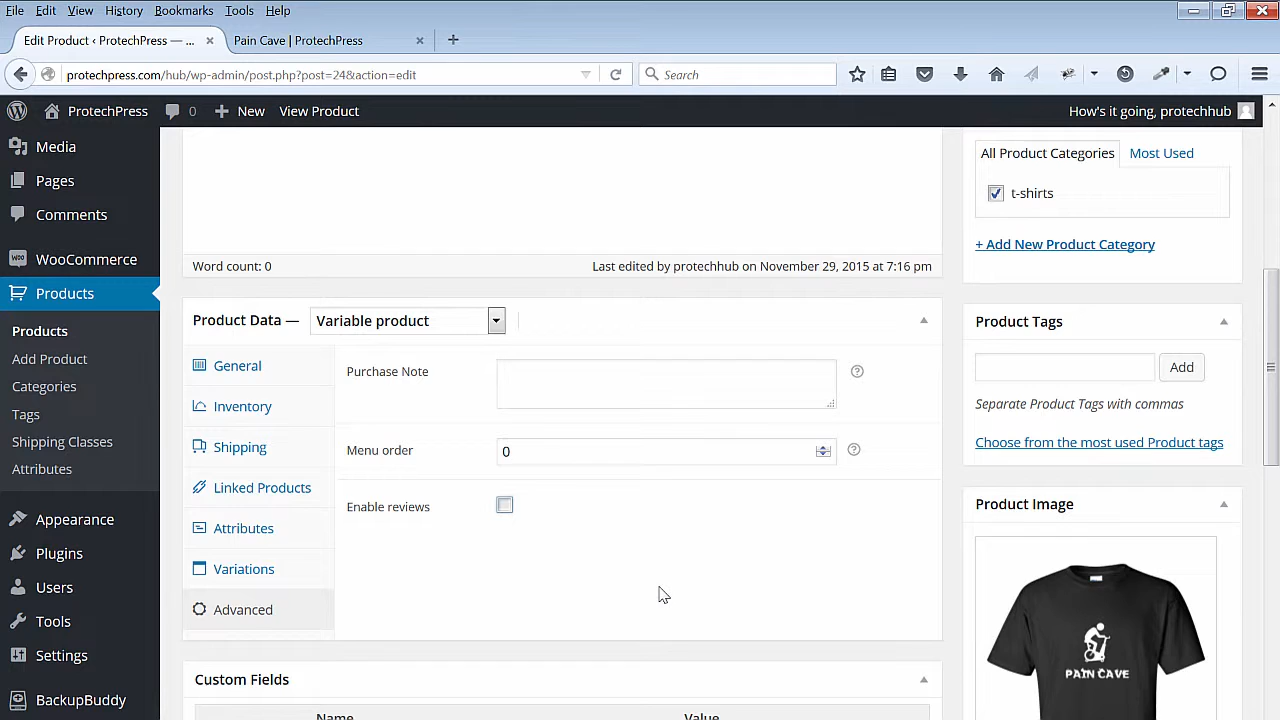 File Edit View History Bookmarks Tools Help
Edit Product ‹ ProtechPress — ... × Pain Cave | ProtechPress × +
protechpress.com/hub/wp-admin/post.php?post=24&action=edit Search
ProtechPress 0 + New View Product How's it going, protechhub
Media
Pages
Comments
WooCommerce
Products
Products
Add Product
Categories
Tags
Shipping Classes
Attributes
Appearance
Plugins
Users
Tools
Settings
BackupBuddy
Word count: 0 Last edited by protechhub on November 29, 2015 at 7:16 pm
Product Data — Variable product
General
Inventory
Shipping
Linked Products
Attributes
Variations
Advanced
Purchase Note
Menu order 0
Enable reviews
Custom Fields
Name Value
All Product Categories Most Used
t-shirts
+ Add New Product Category
Product Tags
Add
Separate Product Tags with commas
Choose from the most used Product tags
Product Image
PAIN CAVE